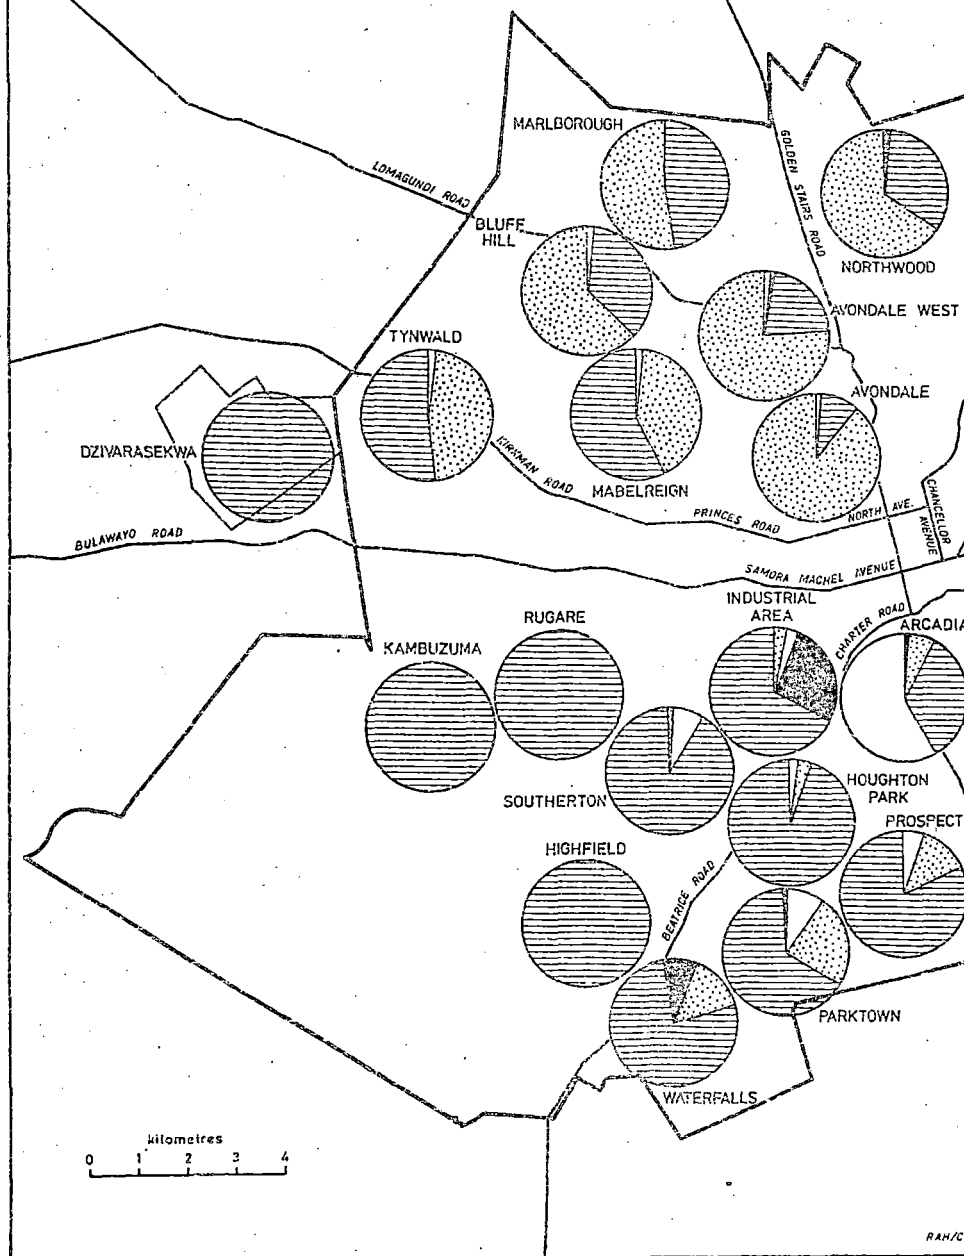 MARLBOROUGH
GOLDEN STAIRS ROAD
LOMAGUNDI ROAD
BLUFF
HILL
NORTHWOOD
AVONDALE WEST
TYNWALD
AVONDALE
DZIVARASEKWA
KIRKMAN ROAD
MABELREIGN
CHANCELLOR
AVENUE
PRINCES ROAD
NORTH AVE.
BULAWAYO ROAD
SAMORA MACHEL AVENUE
INDUSTRIAL
AREA
RUGARE
CHARTER ROAD
ARCADIA
KAMBUZUMA
HOUGHTON
PARK
SOUTHERTON
PROSPECT
HIGHFIELD
BEATRICE ROAD
PARKTOWN
WATERFALLS
kilometres
0 1 2 3 4
RAH/C